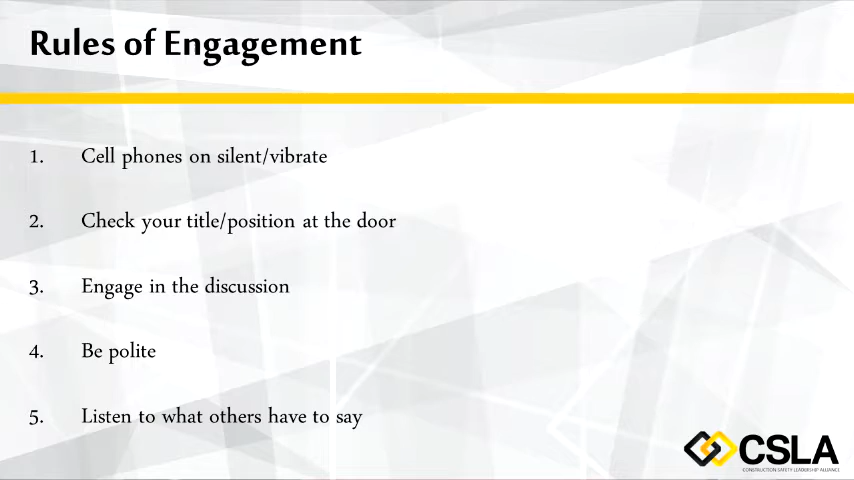 Rules of Engagement
1. Cell phones on silent/vibrate
2. Check your title/position at the door
3. Engage in the discussion
4. Be polite
5. Listen to what others have to say
CSLA
CONSTRUCTION SAFETY LEADERSHIP ALLIANCE